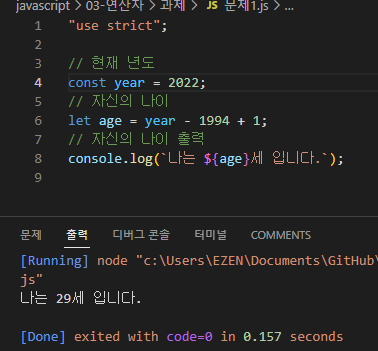 javascript > 03-연산자 > 과제 > JS 문제1.js > ...
1 "use strict";
2
3 // 현재 년도
4 const year = 2022;
5 // 자신의 나이
6 let age = year - 1994 + 1;
7 // 자신의 나이 출력
8 console.log(`나는 ${age}세 입니다.`);
9
문제 출력 디버그 콘솔 터미널 COMMENTS
[Running] node "c:\Users\EZEN\Documents\GitHub\
js"
나는 29세 입니다.
[Done] exited with code=0 in 0.157 seconds